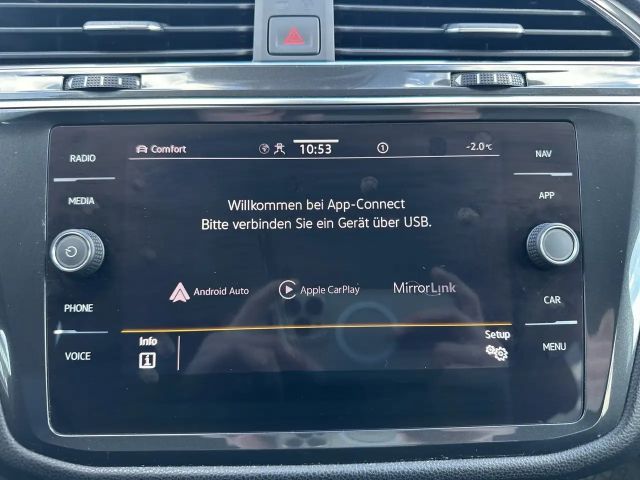 RADIO
MEDIA
PHONE
VOICE
Comfort
10:53
1
-2.0°C
Willkommen bei App-Connect
Bitte verbinden Sie ein Gerät über USB.
Android Auto
Apple CarPlay
MirrorLink
Info
Setup
NAV
APP
CAR
MENU